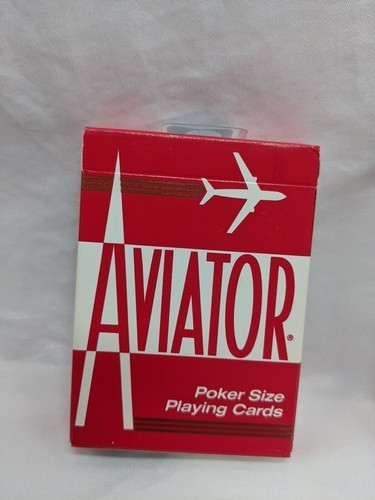 AVIATOR®
Poker Size
Playing Cards